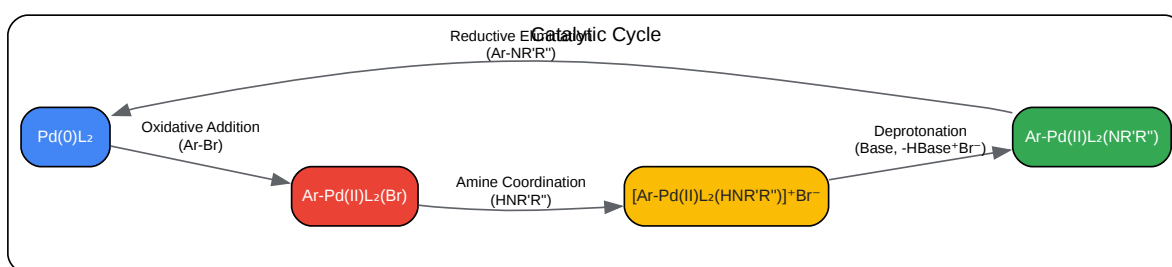 Catalytic Cycle
Reductive Elimination
(Ar-NR'R")
Pd(0)L₂
Oxidative Addition
(Ar-Br)
Ar-Pd(II)L₂(Br)
Amine Coordination
(HNR'R")
[Ar-Pd(II)L₂(HNR'R")]⁺Br⁻
Deprotonation
(Base, -HBase⁺Br⁻)
Ar-Pd(II)L₂(NR'R")